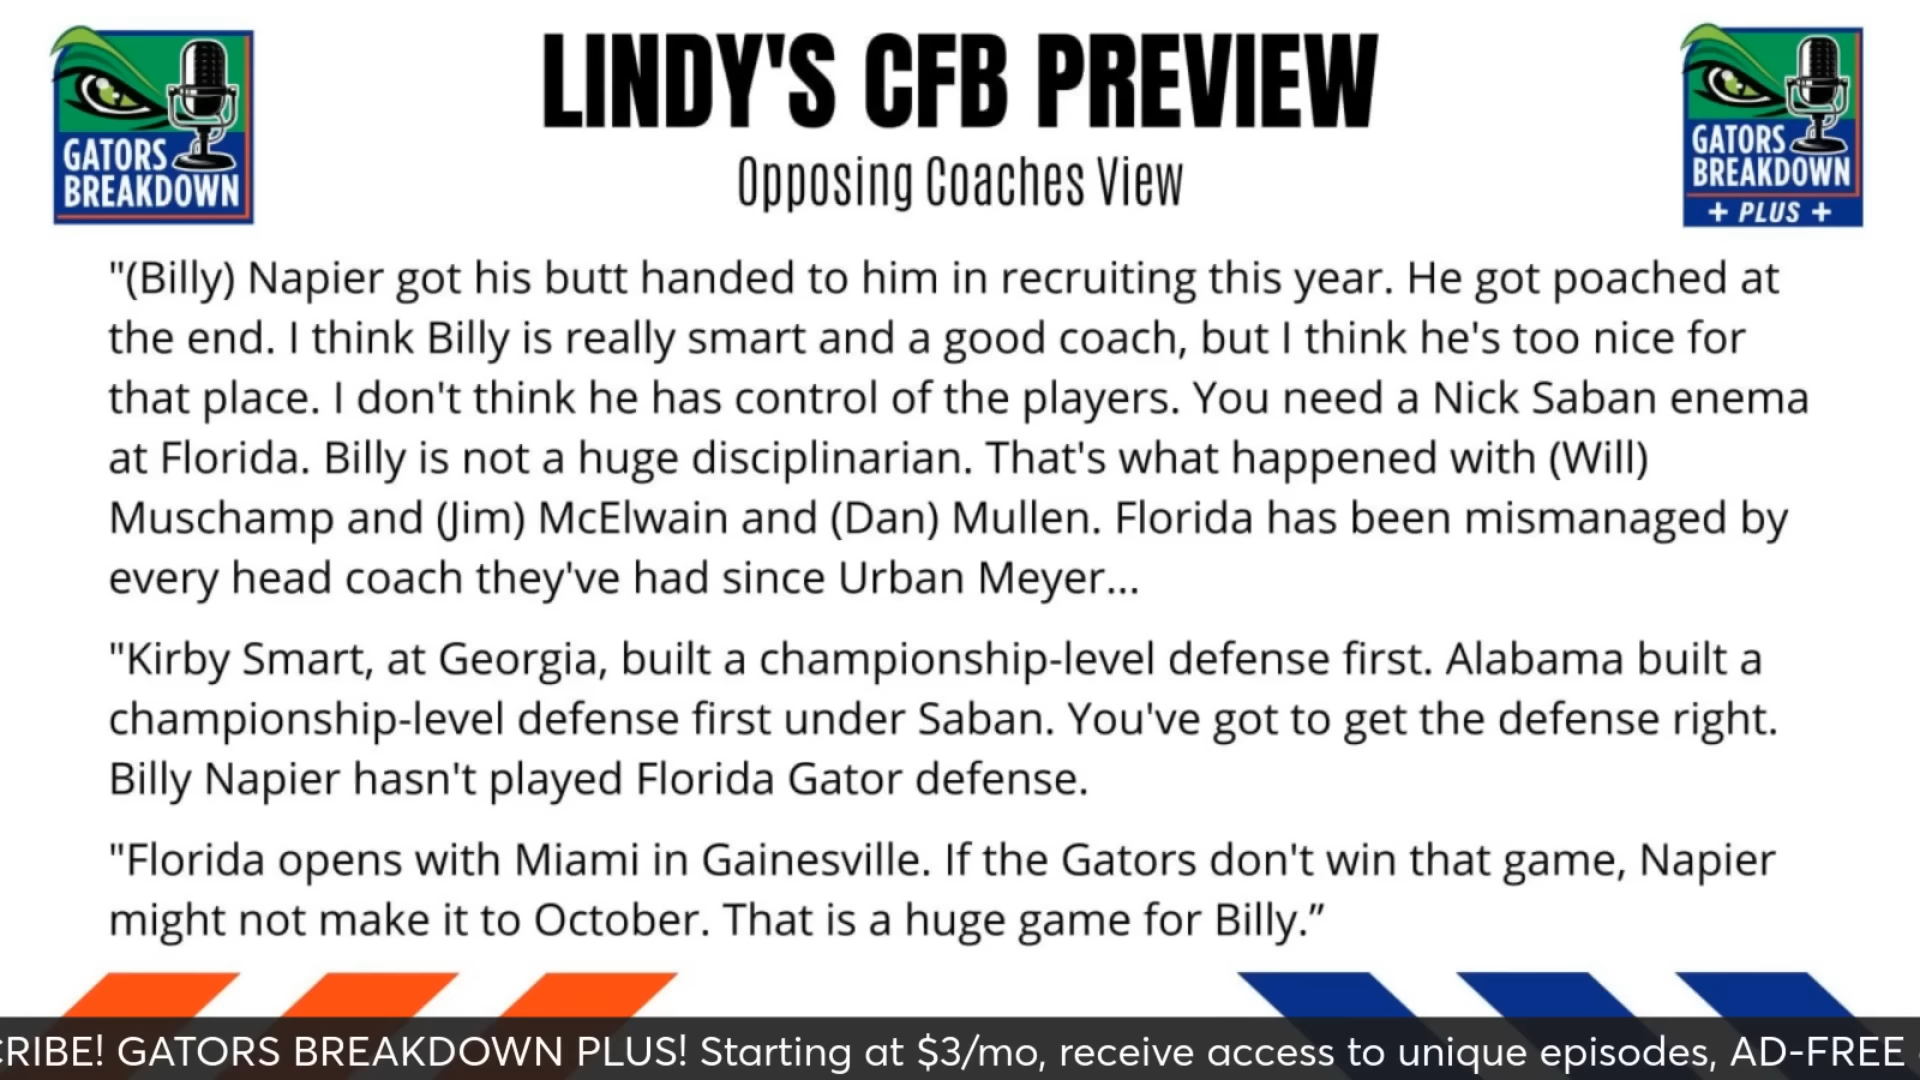 LINDY'S CFB PREVIEW
Opposing Coaches View
GATORS
BREAKDOWN
GATORS
BREAKDOWN
+ PLUS +
"(Billy) Napier got his butt handed to him in recruiting this year. He got poached at
the end. I think Billy is really smart and a good coach, but I think he's too nice for
that place. I don't think he has control of the players. You need a Nick Saban enema
at Florida. Billy is not a huge disciplinarian. That's what happened with (Will)
Muschamp and (Jim) McElwain and (Dan) Mullen. Florida has been mismanaged by
every head coach they've had since Urban Meyer...
"Kirby Smart, at Georgia, built a championship-level defense first. Alabama built a
championship-level defense first under Saban. You've got to get the defense right.
Billy Napier hasn't played Florida Gator defense.
"Florida opens with Miami in Gainesville. If the Gators don't win that game, Napier
might not make it to October. That is a huge game for Billy.”
CRIBE! GATORS BREAKDOWN PLUS! Starting at $3/mo, receive access to unique episodes, AD-FREE